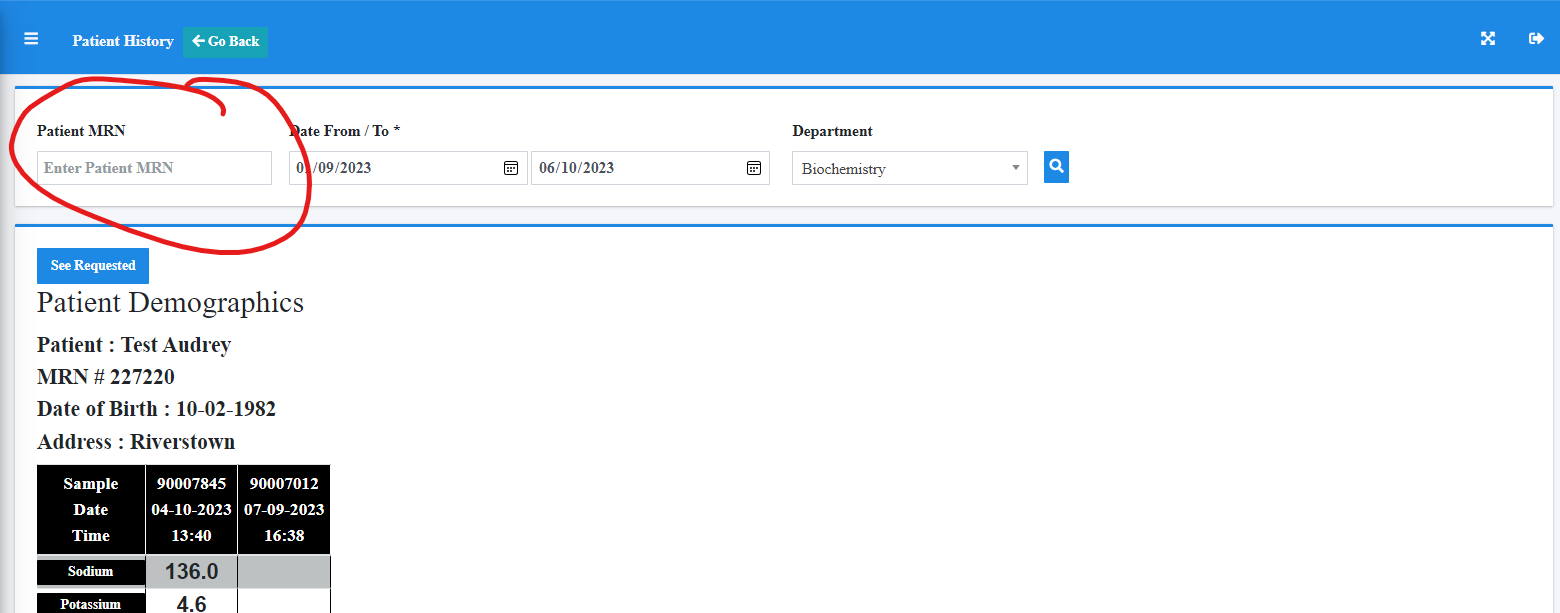 Patient History Go Back
Patient MRN Date From / To * Department
Enter Patient MRN /09/2023 06/10/2023 Biochemistry
See Requested
Patient Demographics
Patient : Test Audrey
MRN # 227220
Date of Birth : 10-02-1982
Address : Riverstown
Sample 90007845 90007012
Date 04-10-2023 07-09-2023
Time 13:40 16:38
Sodium 136.0
Potassium 4.6